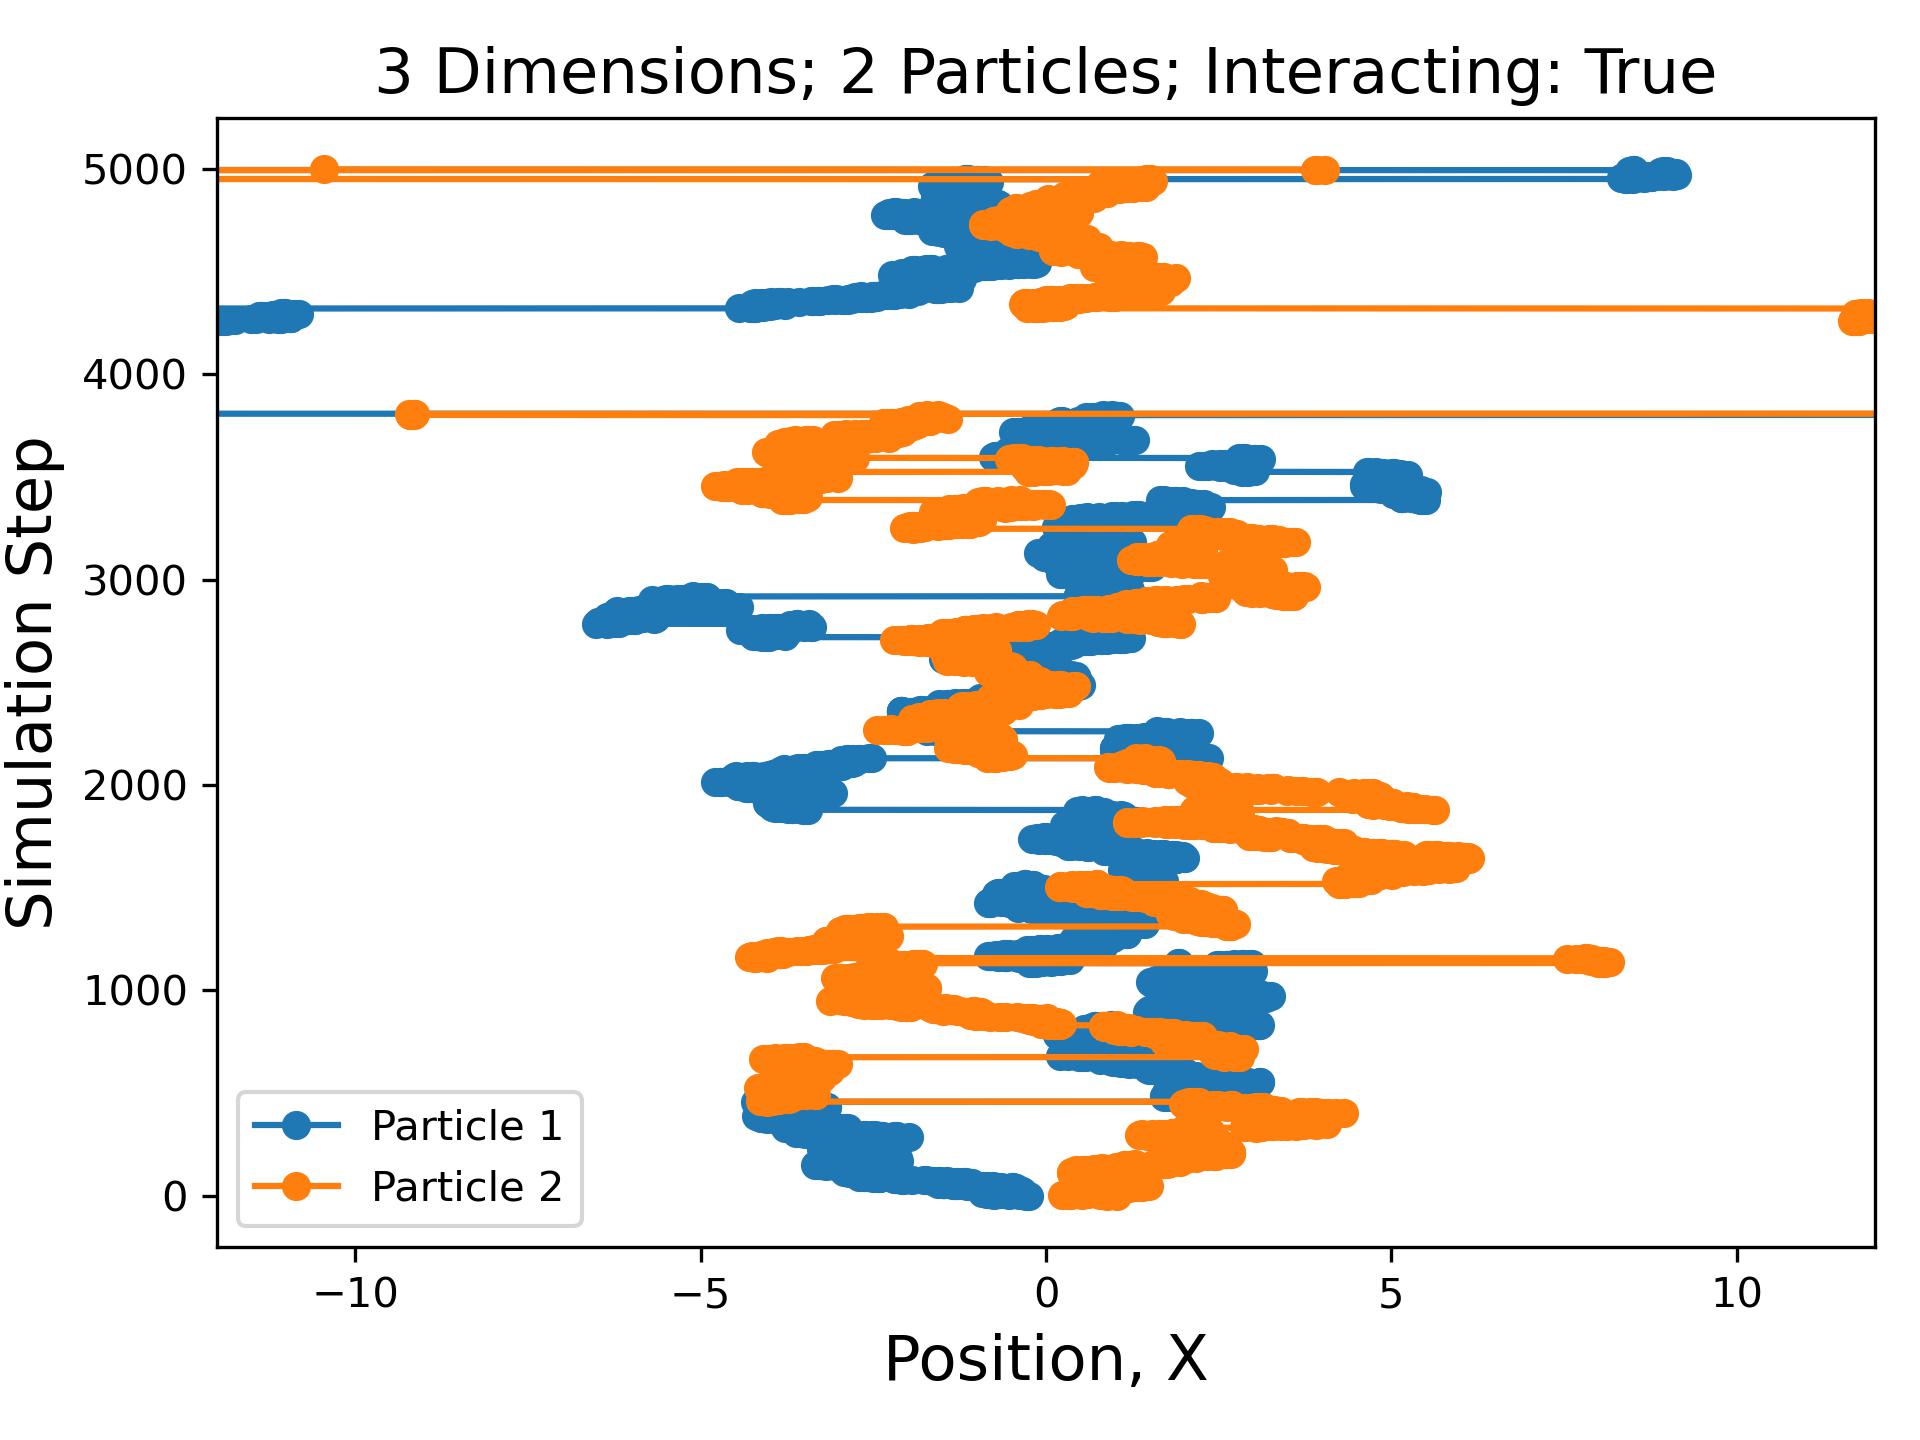 3 Dimensions; 2 Particles; Interacting: True
Simulation Step
5000
4000
3000
2000
1000
0
Particle 1
Particle 2
−10
−5
0
5
10
Position, X